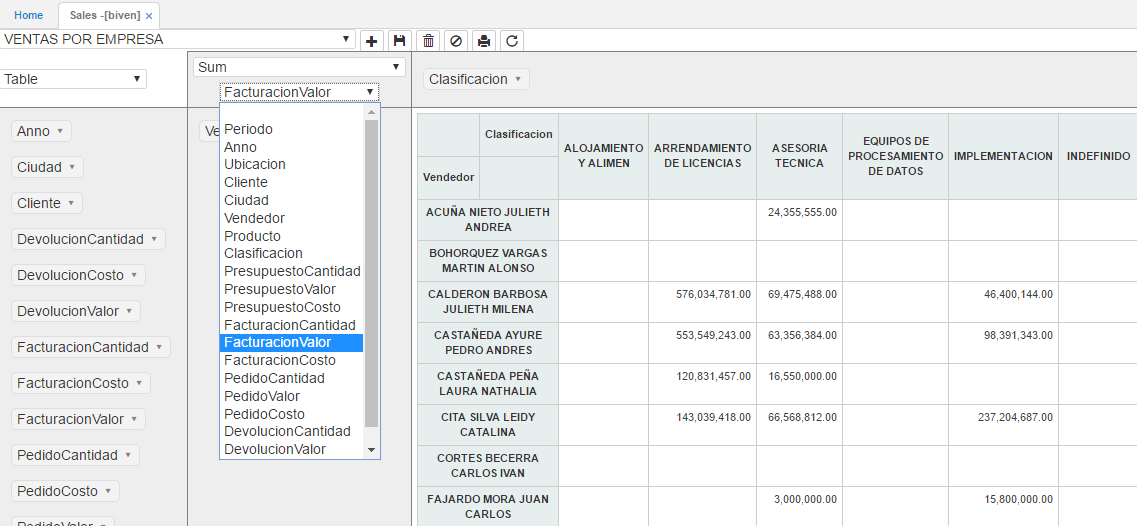 Home
Sales -[biven] ×
VENTAS POR EMPRESA
Table
Sum
FacturacionValor
Clasificacion
Anno
Ciudad
Cliente
DevolucionCantidad
DevolucionCosto
DevolucionValor
FacturacionCantidad
FacturacionCosto
FacturacionValor
PedidoCantidad
PedidoCosto
PedidoValor
Periodo
Anno
Ubicacion
Cliente
Ciudad
Vendedor
Producto
Clasificacion
PresupuestoCantidad
PresupuestoValor
PresupuestoCosto
FacturacionCantidad
FacturacionValor
FacturacionCosto
PedidoCantidad
PedidoValor
PedidoCosto
DevolucionCantidad
DevolucionValor
Clasificacion
Vendedor
ALOJAMIENTO
Y ALIMEN
ARRENDAMIENTO
DE LICENCIAS
ASESORIA
TECNICA
EQUIPOS DE
PROCESAMIENTO
DE DATOS
IMPLEMENTACION
INDEFINIDO
ACUÑA NIETO JULIETH
ANDREA
24,355,555.00
BOHORQUEZ VARGAS
MARTIN ALONSO
CALDERON BARBOSA
JULIETH MILENA
576,034,781.00 69,475,488.00 46,400,144.00
CASTAÑEDA AYURE
PEDRO ANDRES
553,549,243.00 63,356,384.00 98,391,343.00
CASTAÑEDA PEÑA
LAURA NATHALIA
120,831,457.00 16,550,000.00
CITA SILVA LEIDY
CATALINA
143,039,418.00 66,568,812.00 237,204,687.00
CORTES BECERRA
CARLOS IVAN
FAJARDO MORA JUAN
CARLOS
3,000,000.00 15,800,000.00